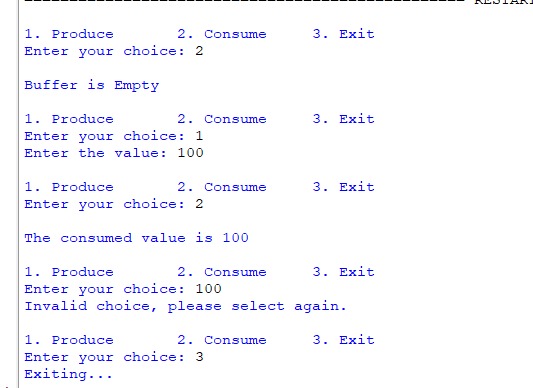 RESTART
1. Produce 2. Consume 3. Exit
Enter your choice: 2
Buffer is Empty
1. Produce 2. Consume 3. Exit
Enter your choice: 1
Enter the value: 100
1. Produce 2. Consume 3. Exit
Enter your choice: 2
The consumed value is 100
1. Produce 2. Consume 3. Exit
Enter your choice: 100
Invalid choice, please select again.
1. Produce 2. Consume 3. Exit
Enter your choice: 3
Exiting...